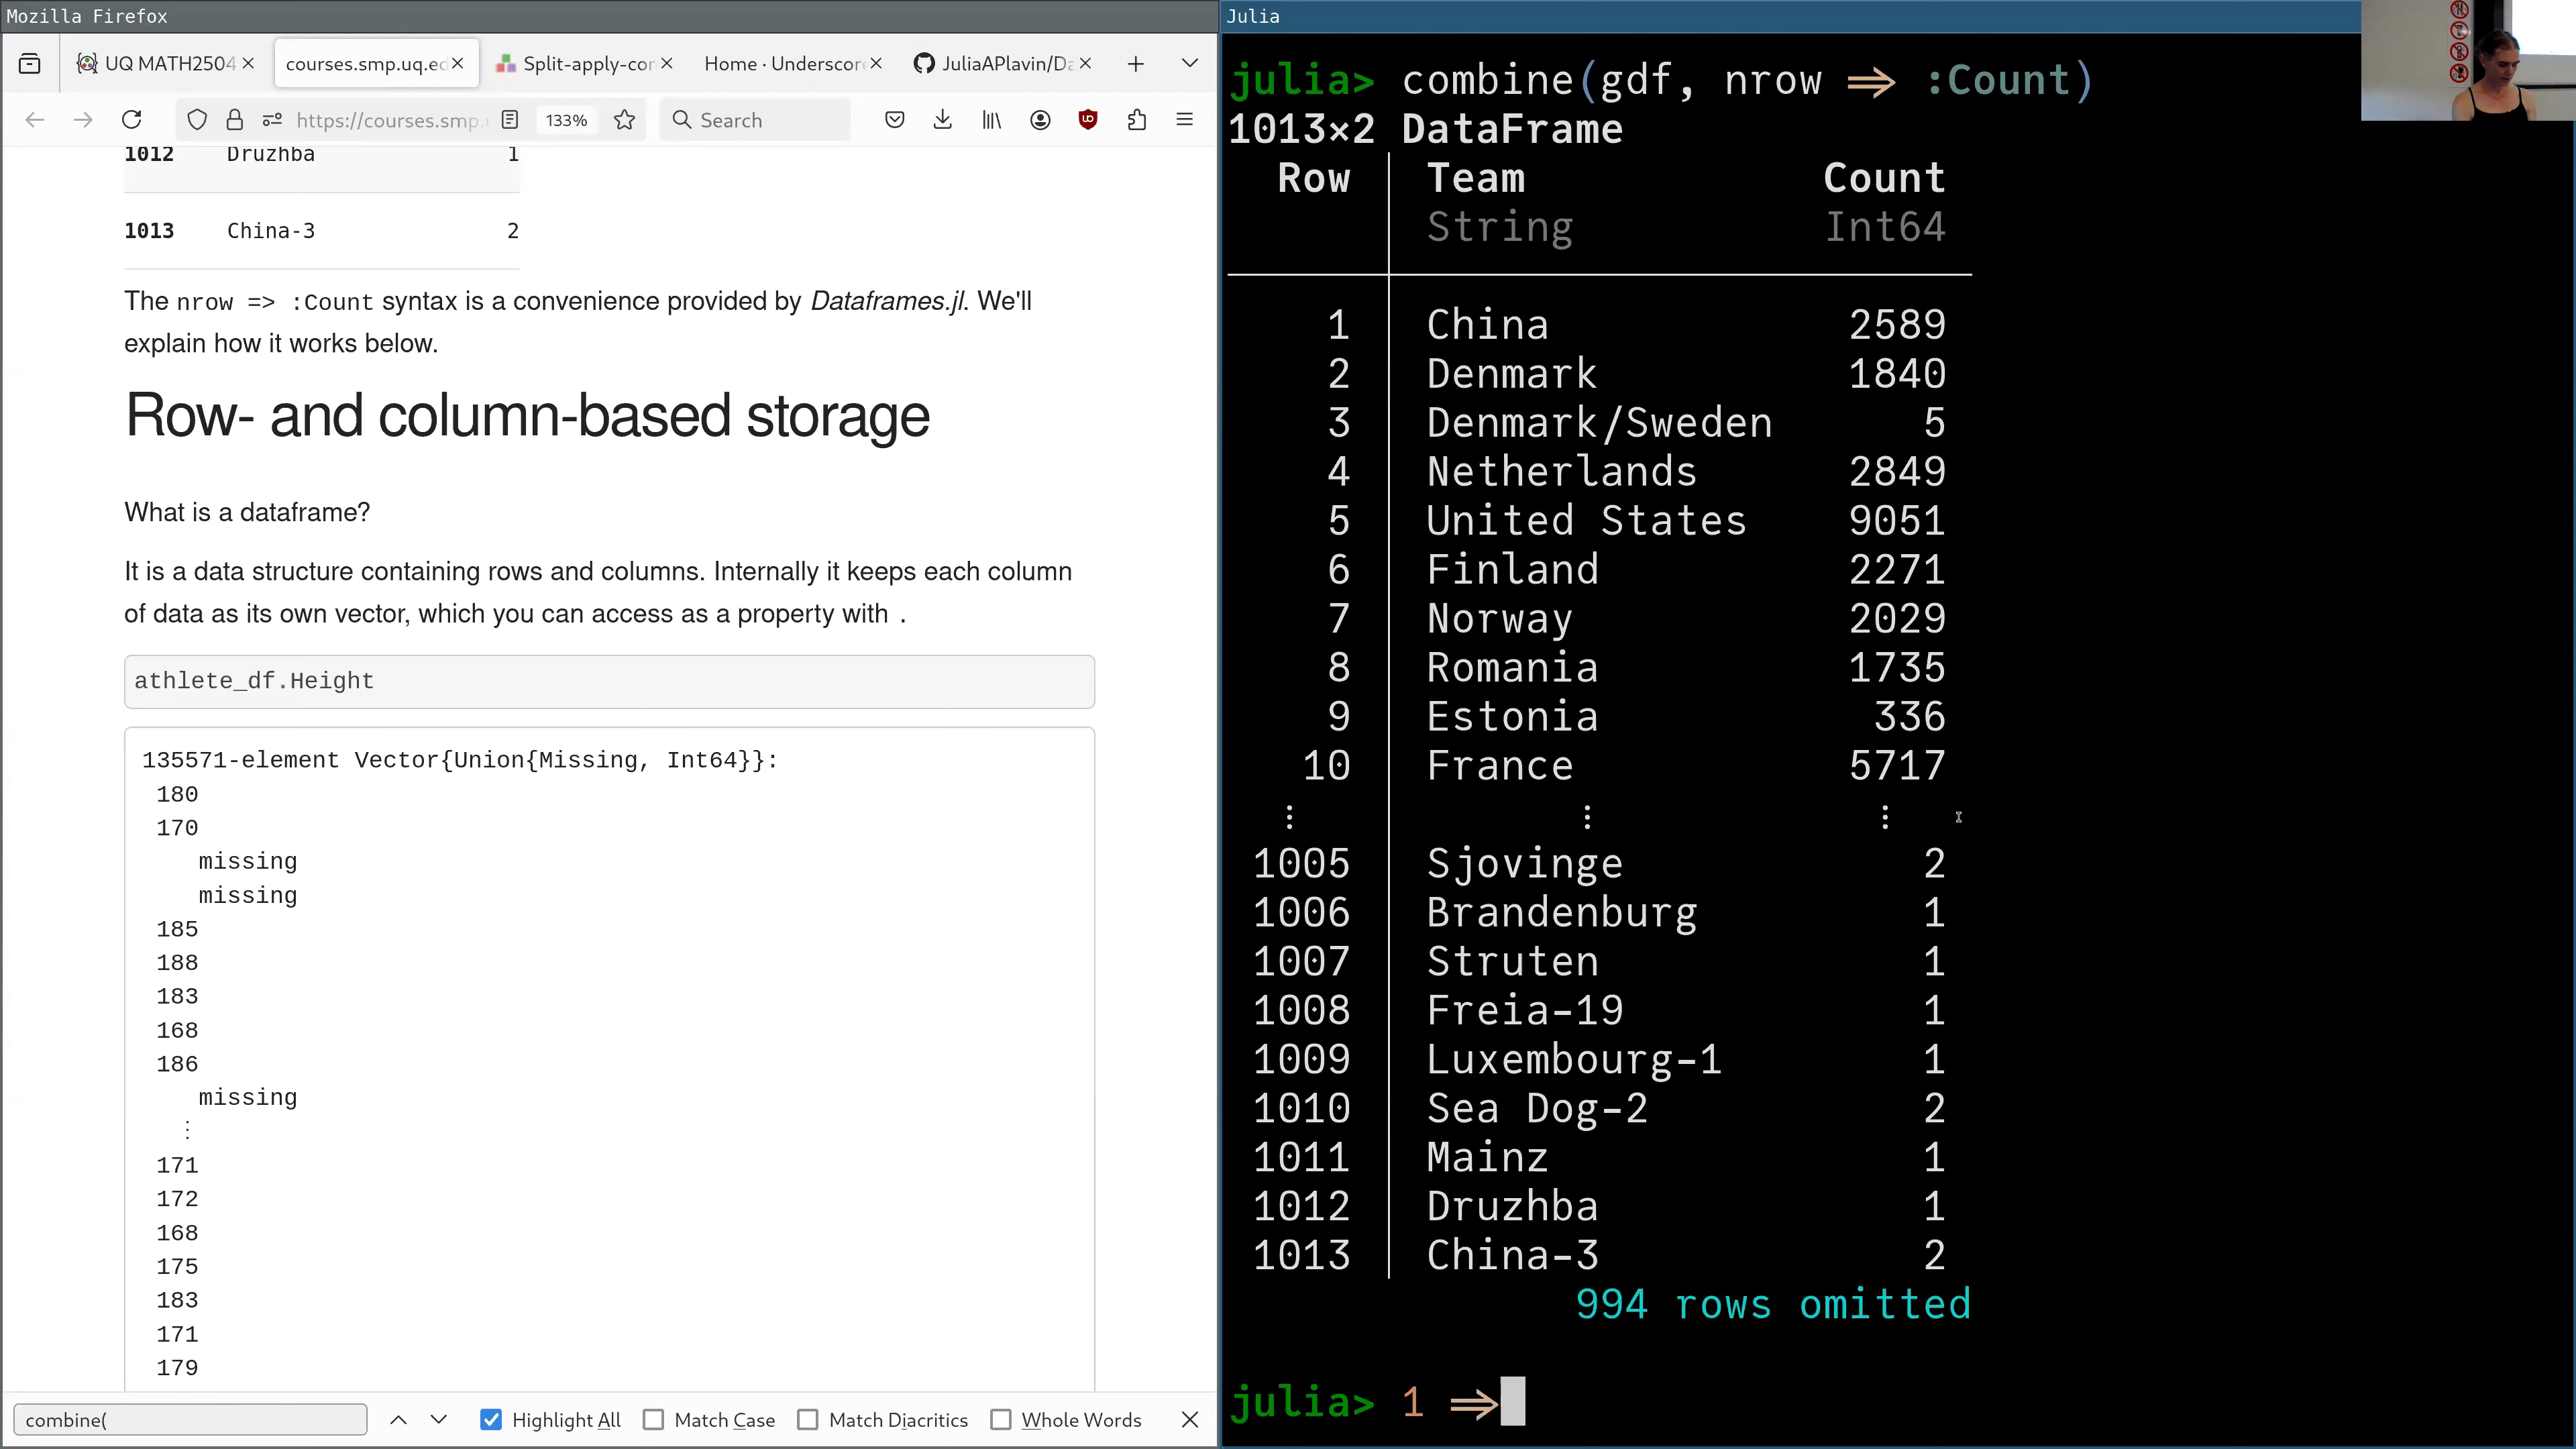 Mozilla Firefox
UQ MATH2504
courses.smp.uq.ed
Split-apply-con
Home · Underscore
JuliaAPlavin/Da
https://courses.smp.
133%
Search
1012 Druzhba 1
1013 China-3 2
The nrow => :Count syntax is a convenience provided by Dataframes.jl. We'll
explain how it works below.
Row- and column-based storage
What is a dataframe?
It is a data structure containing rows and columns. Internally it keeps each column
of data as its own vector, which you can access as a property with .
athlete_df.Height
135571-element Vector{Union{Missing, Int64}}:
180
170
missing
missing
185
188
183
168
186
missing
⋮
171
172
168
175
183
171
179
combine(
Highlight All
Match Case
Match Diacritics
Whole Words
Julia
julia> combine(gdf, nrow => :Count)
1013×2 DataFrame
Row Team Count
String Int64
1 China 2589
2 Denmark 1840
3 Denmark/Sweden 5
4 Netherlands 2849
5 United States 9051
6 Finland 2271
7 Norway 2029
8 Romania 1735
9 Estonia 336
10 France 5717
⋮ ⋮ ⋮
1005 Sjovinge 2
1006 Brandenburg 1
1007 Struten 1
1008 Freia-19 1
1009 Luxembourg-1 1
1010 Sea Dog-2 2
1011 Mainz 1
1012 Druzhba 1
1013 China-3 2
994 rows omitted
julia> 1 =>